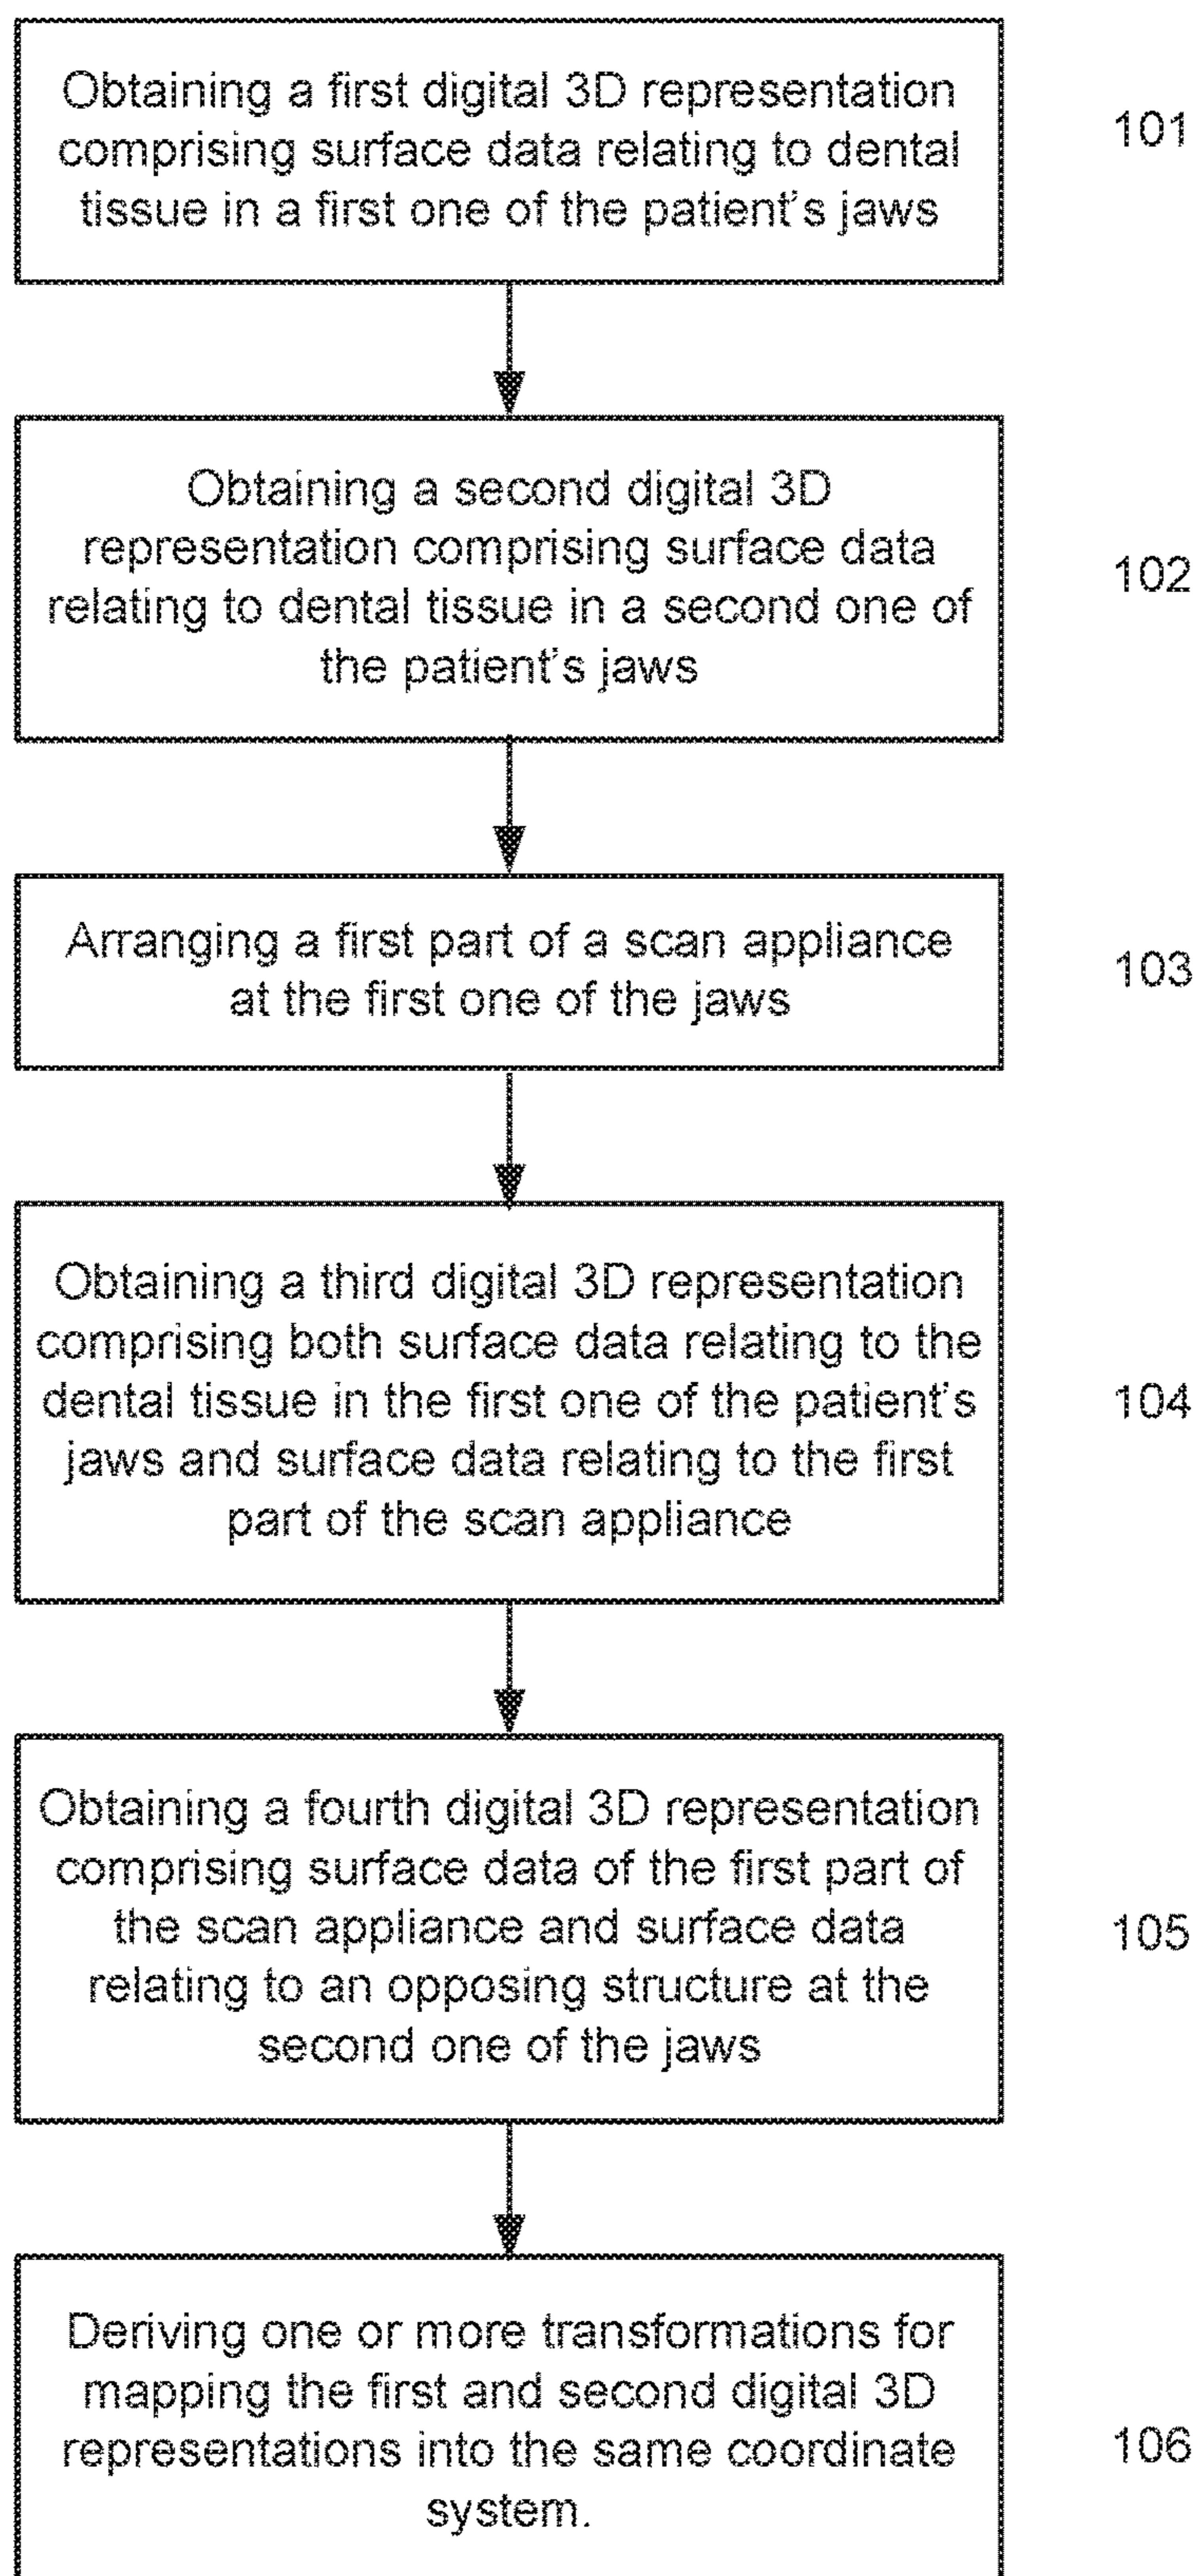 Obtaining a first digital 3D representation
comprising surface data relating to dental
tissue in a first one of the patient's jaws
101
Obtaining a second digital 3D
representation comprising surface data
relating to dental tissue in a second one of
the patient's jaws
102
Arranging a first part of a scan appliance
at the first one of the jaws
103
Obtaining a third digital 3D representation
comprising both surface data relating to the
dental tissue in the first one of the patient's
jaws and surface data relating to the first
part of the scan appliance
104
Obtaining a fourth digital 3D representation
comprising surface data of the first part of
the scan appliance and surface data
relating to an opposing structure at the
second one of the jaws
105
Deriving one or more transformations for
mapping the first and second digital 3D
representations into the same coordinate
system.
106